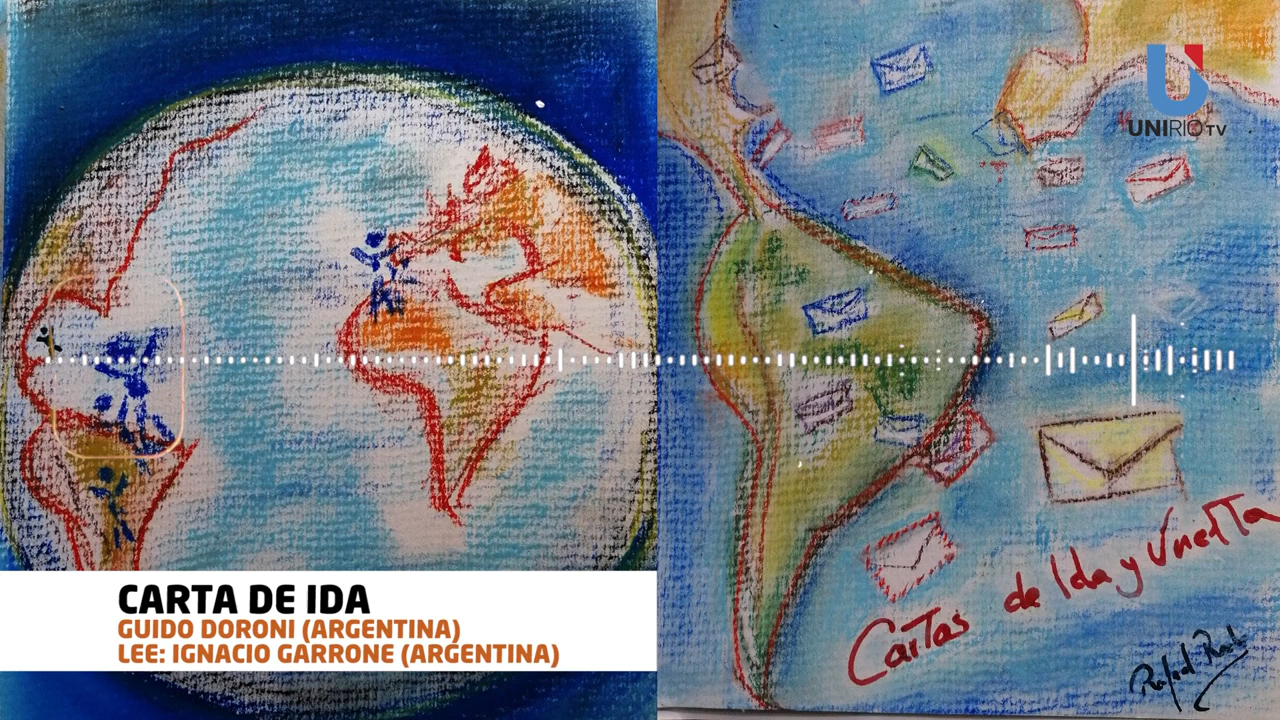 UNIRIO TV
CARTA DE IDA
GUIDO DORONI (ARGENTINA)
LEE: IGNACIO GARRONE (ARGENTINA)
Cartas de Ida y Vuelta